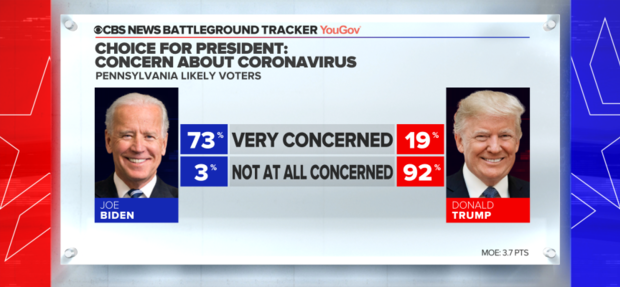 CBS NEWS BATTLEGROUND TRACKER YouGov
CHOICE FOR PRESIDENT:
CONCERN ABOUT CORONAVIRUS
PENNSYLVANIA LIKELY VOTERS
73% VERY CONCERNED 19%
3% NOT AT ALL CONCERNED 92%
JOE
BIDEN
DONALD
TRUMP
MOE: 3.7 PTS